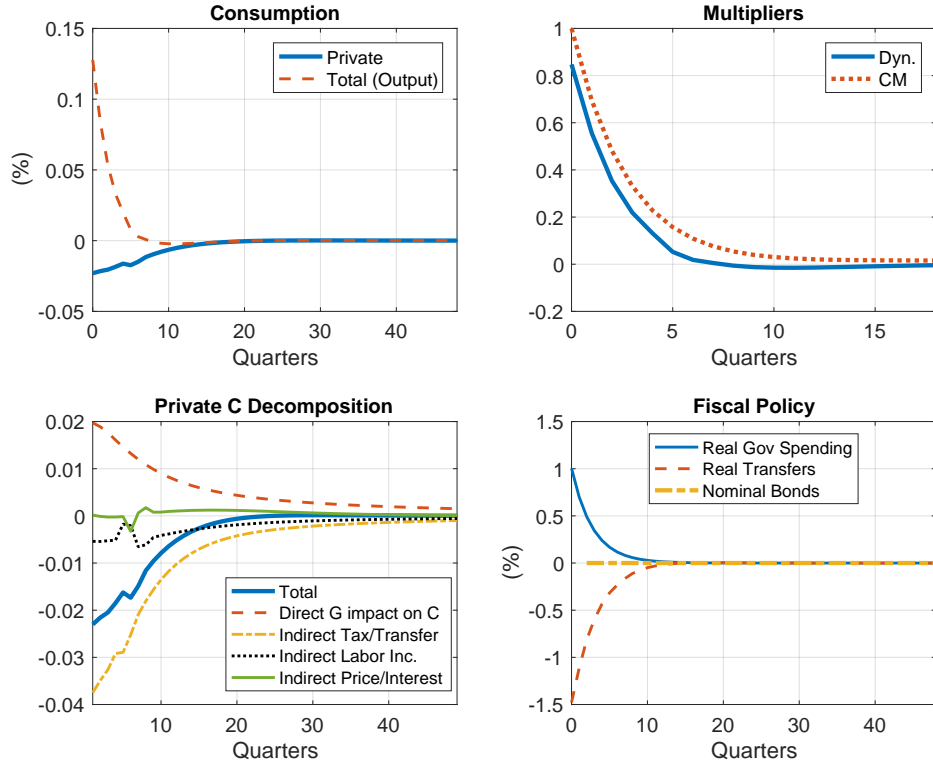 Consumption
0.15
0.1
0.05
0
-0.05
(%)
0
10
20
30
40
Quarters
Private
Total (Output)
Multipliers
1
0.8
0.6
0.4
0.2
0
-0.2
0
5
10
15
Quarters
Dyn.
CM
Private C Decomposition
0.02
0.01
0
-0.01
-0.02
-0.03
-0.04
10
20
30
40
Quarters
Total
Direct G impact on C
Indirect Tax/Transfer
Indirect Labor Inc.
Indirect Price/Interest
Fiscal Policy
1.5
1
0.5
0
-0.5
-1
-1.5
(%)
0
10
20
30
40
Quarters
Real Gov Spending
Real Transfers
Nominal Bonds